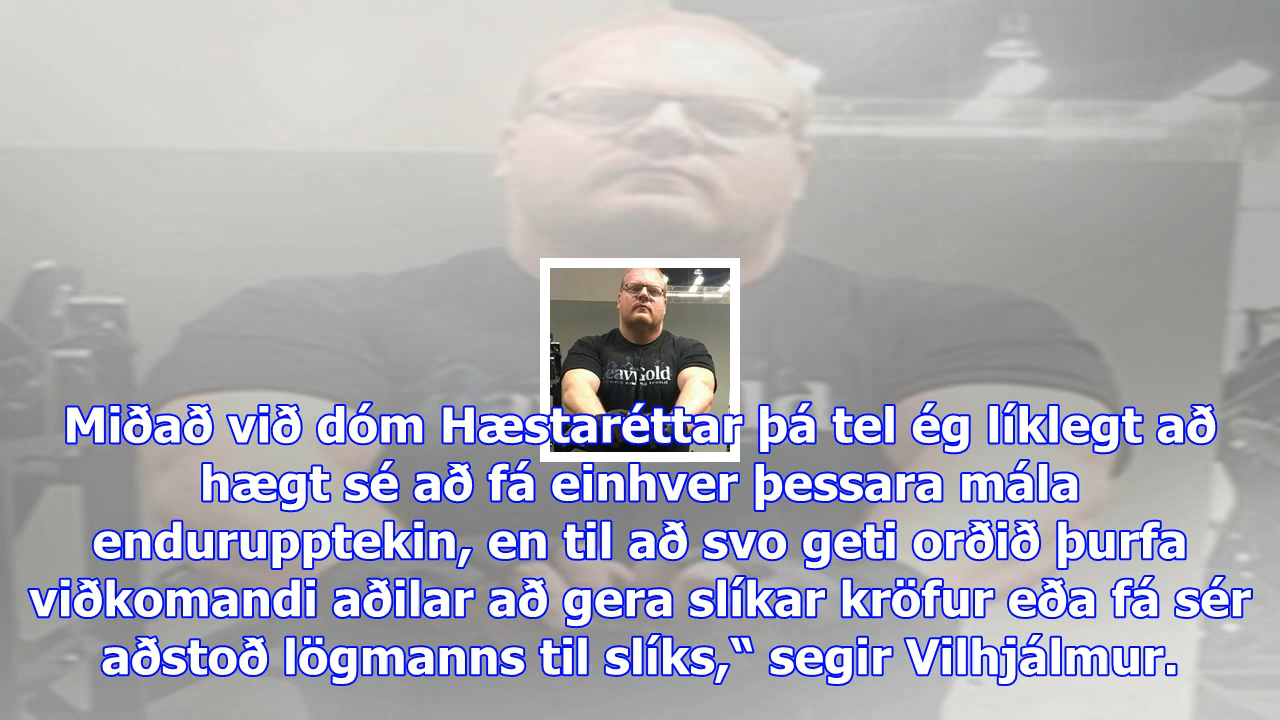 eavyGold
Miðað við dóm Hæstaréttar þá tel ég líklegt að
hægt sé að fá einhver þessara mála
endurupptekin, en til að svo geti orðið þurfa
viðkomandi aðilar að gera slíkar kröfur eða fá sér
aðstoð lögmanns til slíks,“ segir Vilhjálmur.